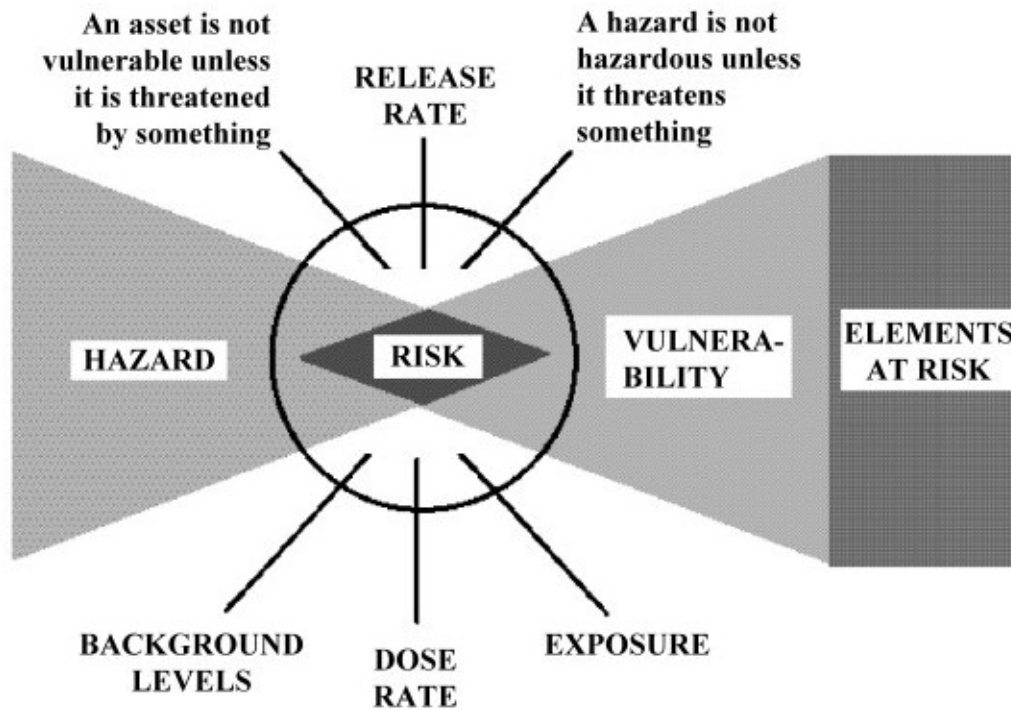 An asset is not
vulnerable unless
it is threatened
by something
RELEASE
RATE
A hazard is not
hazardous unless
it threatens
something
HAZARD
RISK
VULNERA-
BILITY
ELEMENTS
AT RISK
BACKGROUND
LEVELS
DOSE
RATE
EXPOSURE